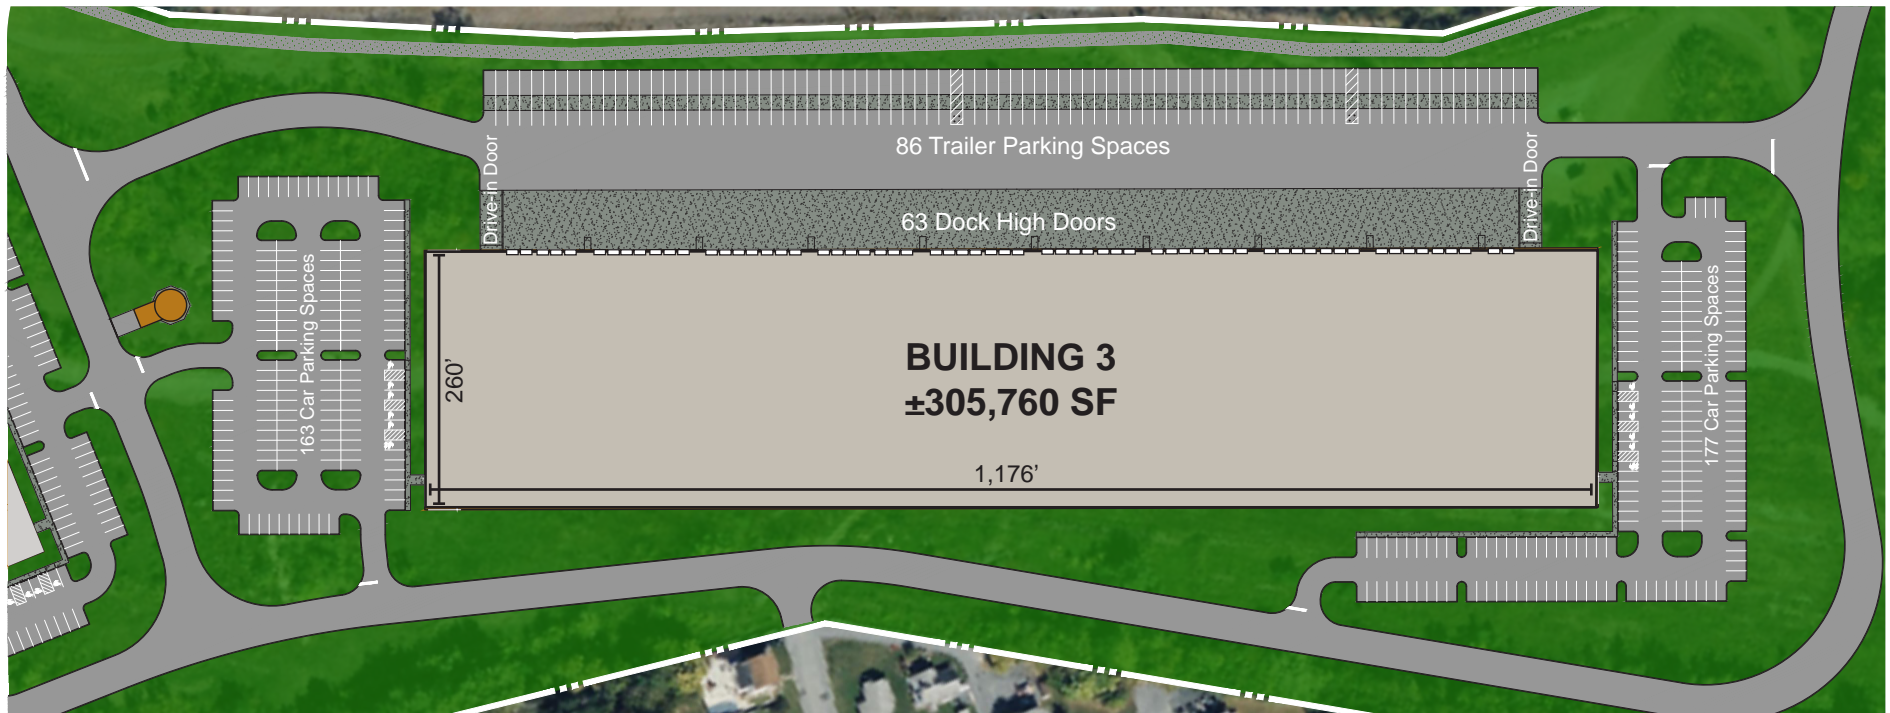 86 Trailer Parking Spaces
Drive-in Door
Drive-in Door
63 Dock High Doors
163 Car Parking Spaces
177 Car Parking Spaces
260’
BUILDING 3
±305,760 SF
1,176’